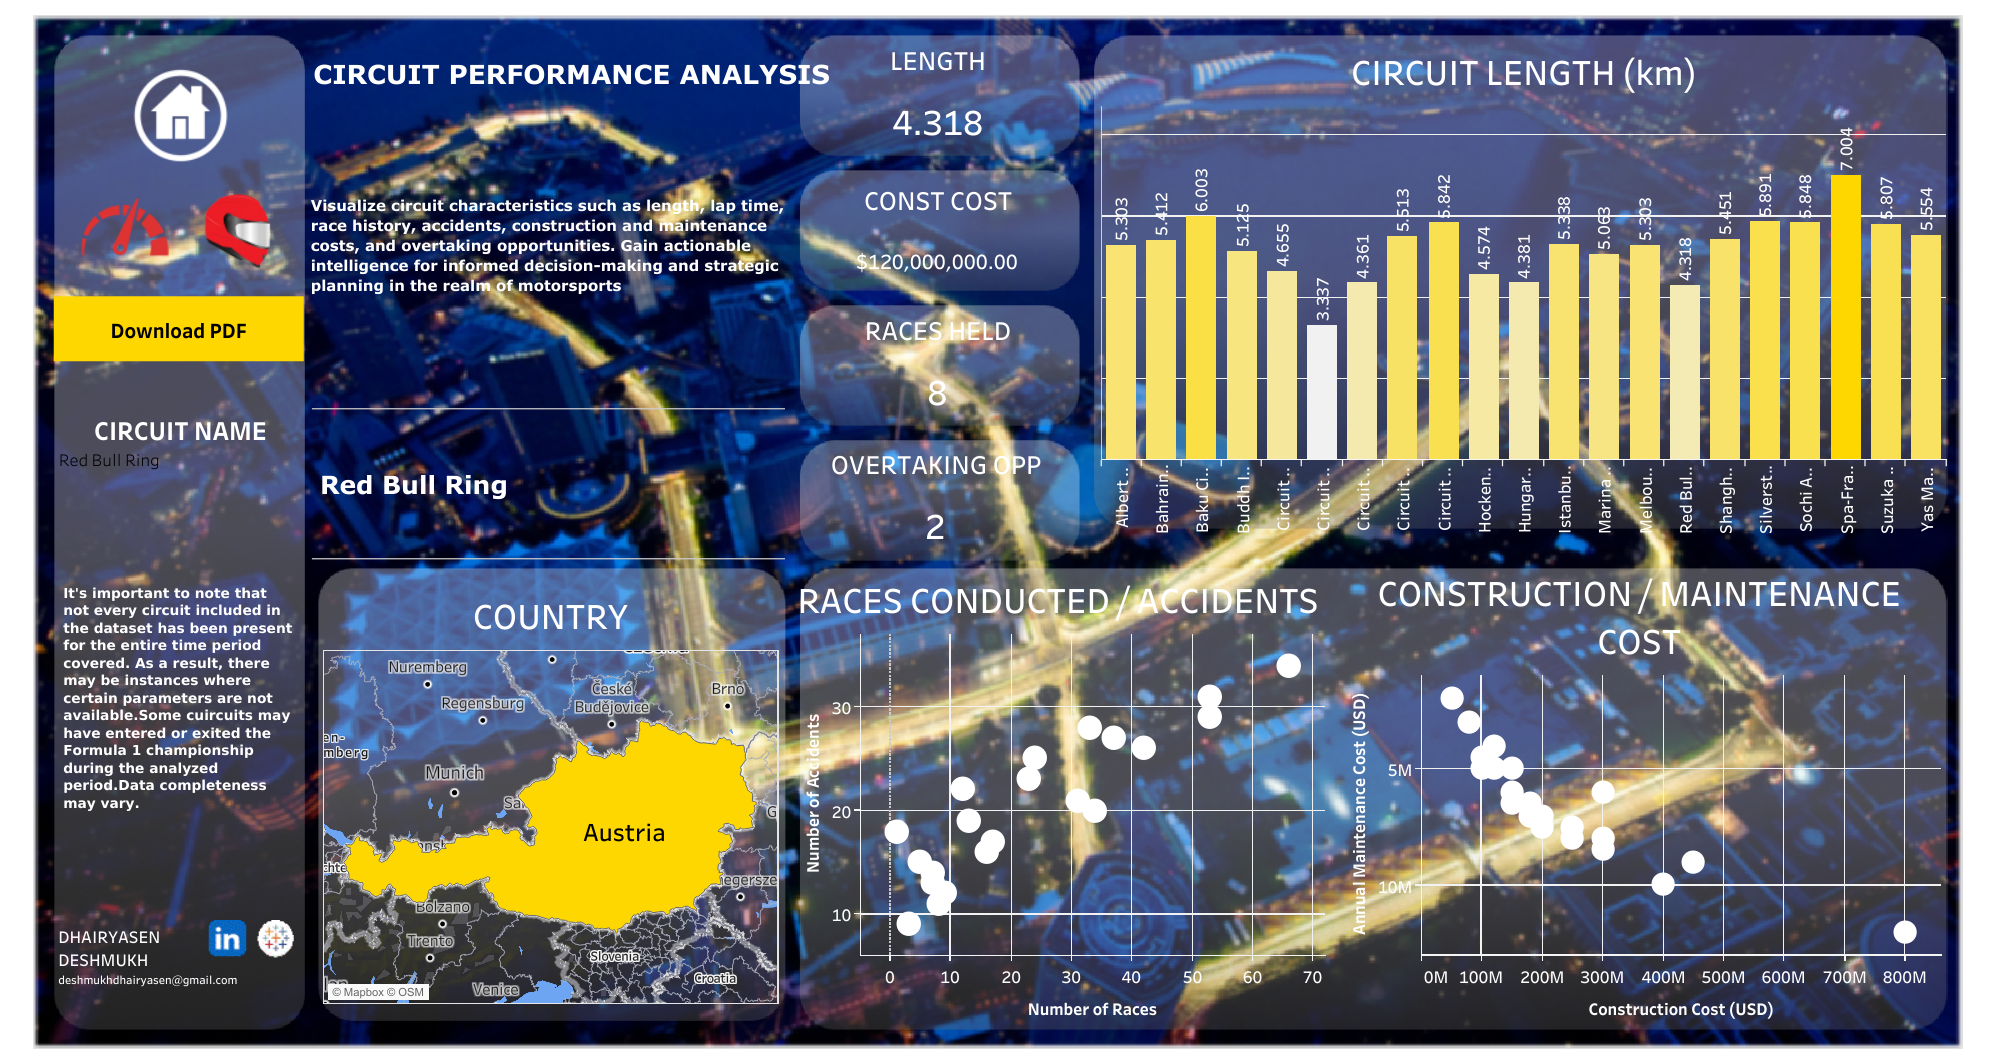 CIRCUIT PERFORMANCE ANALYSIS
Visualize circuit characteristics such as length, lap time,
race history, accidents, construction and maintenance
costs, and overtaking opportunities. Gain actionable
intelligence for informed decision-making and strategic
planning in the realm of motorsports
Download PDF
CIRCUIT NAME
Red Bull Ring
Red Bull Ring
It's important to note that
not every circuit included in
the dataset has been present
for the entire time period
covered. As a result, there
may be instances where
certain parameters are not
available.Some cuircuits may
have entered or exited the
Formula 1 championship
during the analyzed
period.Data completeness
may vary.
DHAIRYASEN
DESHMUKH
deshmukhdhairyasen@gmail.com
in
LENGTH
4.318
CONST COST
$120,000,000.00
RACES HELD
8
OVERTAKING OPP
2
CIRCUIT LENGTH (km)
5.303
5.412
6.003
5.125
4.655
3.337
4.361
5.513
5.842
4.574
4.381
5.338
5.063
5.303
4.318
5.451
5.891
5.848
7.004
5.807
5.554
Albert..
Bahrain..
Baku Ci..
Buddh I..
Circuit..
Circuit..
Circuit..
Circuit..
Circuit..
Hocken..
Hungar..
Istanbu..
Marina..
Melbou..
Red Bul..
Shangh..
Silverst..
Sochi A..
Spa-Fra..
Suzuka ..
Yas Ma..
COUNTRY
Nuremberg
Regensburg
České
Budějovice
Brno
en-
mberg
Munich
Austria
Bolzano
Trento
Slovenia
Croatia
Venice
© Mapbox © OSM
RACES CONDUCTED / ACCIDENTS
Number of Accidents
30
20
10
0 10 20 30 40 50 60 70
Number of Races
CONSTRUCTION / MAINTENANCE
COST
Annual Maintenance Cost (USD)
5M
10M
0M 100M 200M 300M 400M 500M 600M 700M 800M
Construction Cost (USD)